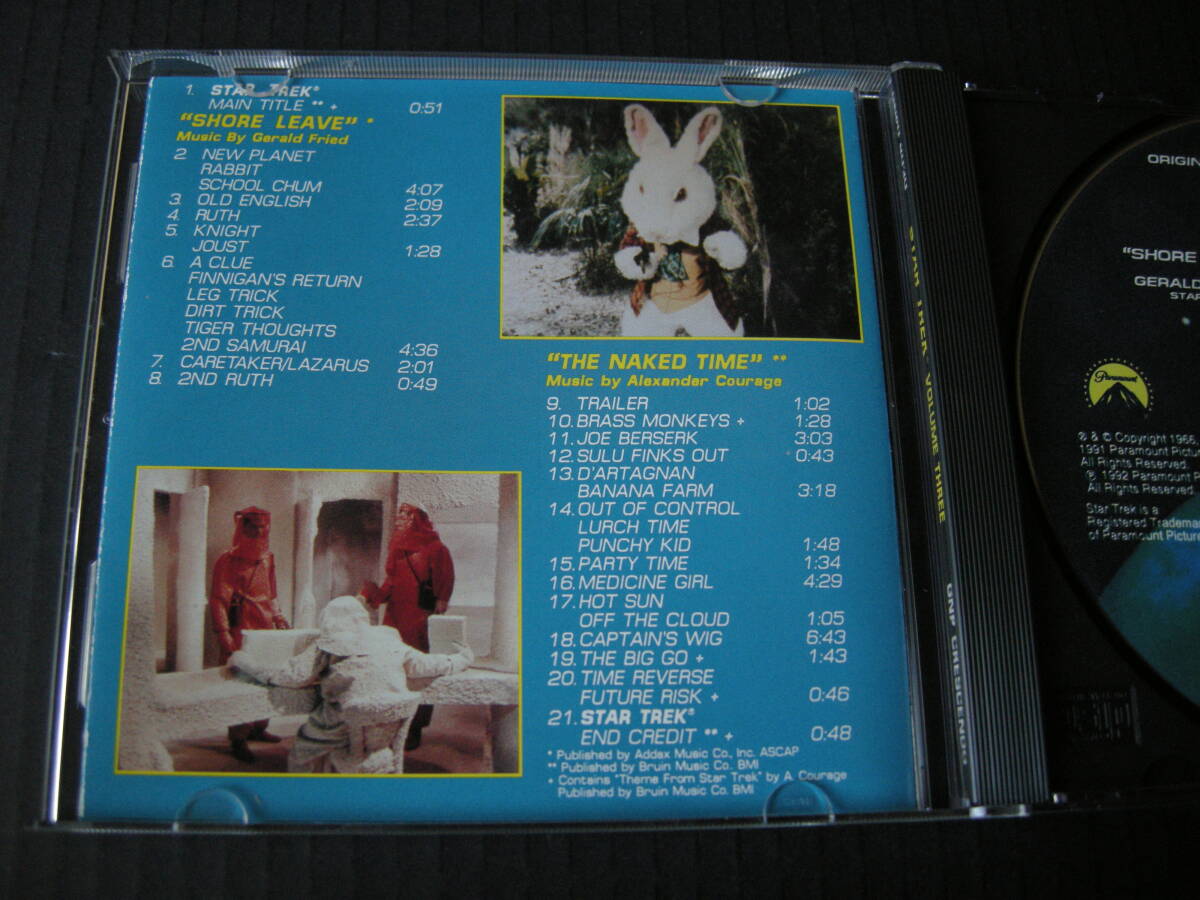 1. STAR TREK®
MAIN TITLE ** + 0:51
"SHORE LEAVE" *
Music By Gerald Fried
2 NEW PLANET
RABBIT
SCHOOL CHUM 4:07
3. OLD ENGLISH 2:09
4. RUTH 2:37
5. KNIGHT
JOUST 1:28
6. A CLUE
FINNIGAN'S RETURN
LEG TRICK
DIRT TRICK
TIGER THOUGHTS
2ND SAMURAI 4:36
7. CARETAKER/LAZARUS 2:01
8. 2ND RUTH 0:49
"THE NAKED TIME" **
Music by Alexander Courage
9. TRAILER 1:02
10. BRASS MONKEYS + 1:28
11. JOE BERSERK 3:03
12. SULU FINKS OUT 0:43
13. D'ARTAGNAN
BANANA FARM 3:18
14. OUT OF CONTROL
LURCH TIME
PUNCHY KID 1:48
15. PARTY TIME 1:34
16. MEDICINE GIRL 4:29
17. HOT SUN
OFF THE CLOUD 1:05
18. CAPTAIN'S WIG 6:43
19. THE BIG GO + 1:43
20. TIME REVERSE
FUTURE RISK + 0:46
21. STAR TREK®
END CREDIT ** + 0:48
* Published by Addax Music Co., Inc. ASCAP
** Published by Bruin Music Co. BMI
+ Contains "Theme From Star Trek" by A. Courage
Published by Bruin Music Co. BMI
STAR TREK VOLUME THREE
GNP CRESCENDO
ORIGIN
"SHORE
GERALD
STAR
Paramount
℗ & © Copyright 1966,
1991 Paramount Pictur
All Rights Reserved.
℗ 1992 Paramount P
All Rights Reserved
Star Trek is a
Registered Tradema
of Paramount Picture